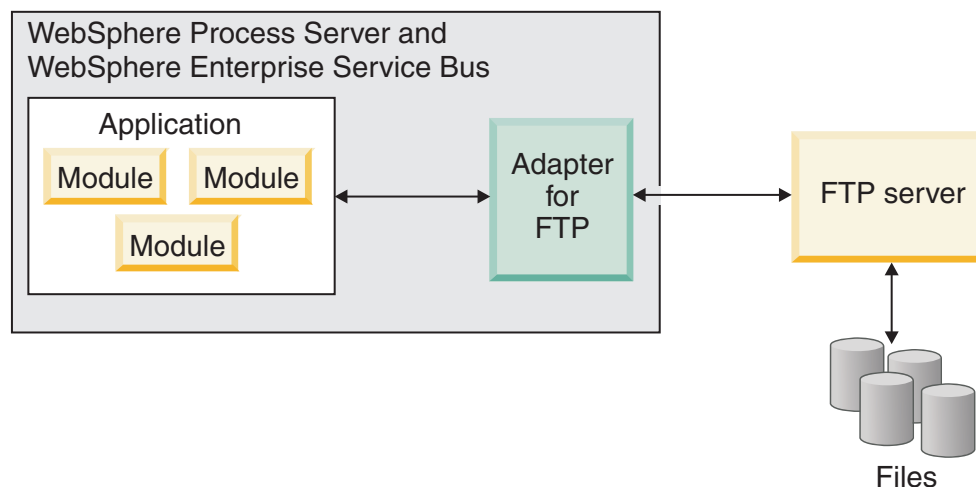 WebSphere Process Server and
WebSphere Enterprise Service Bus
Application
Module
Module
Module
Adapter
for
FTP
FTP server
Files